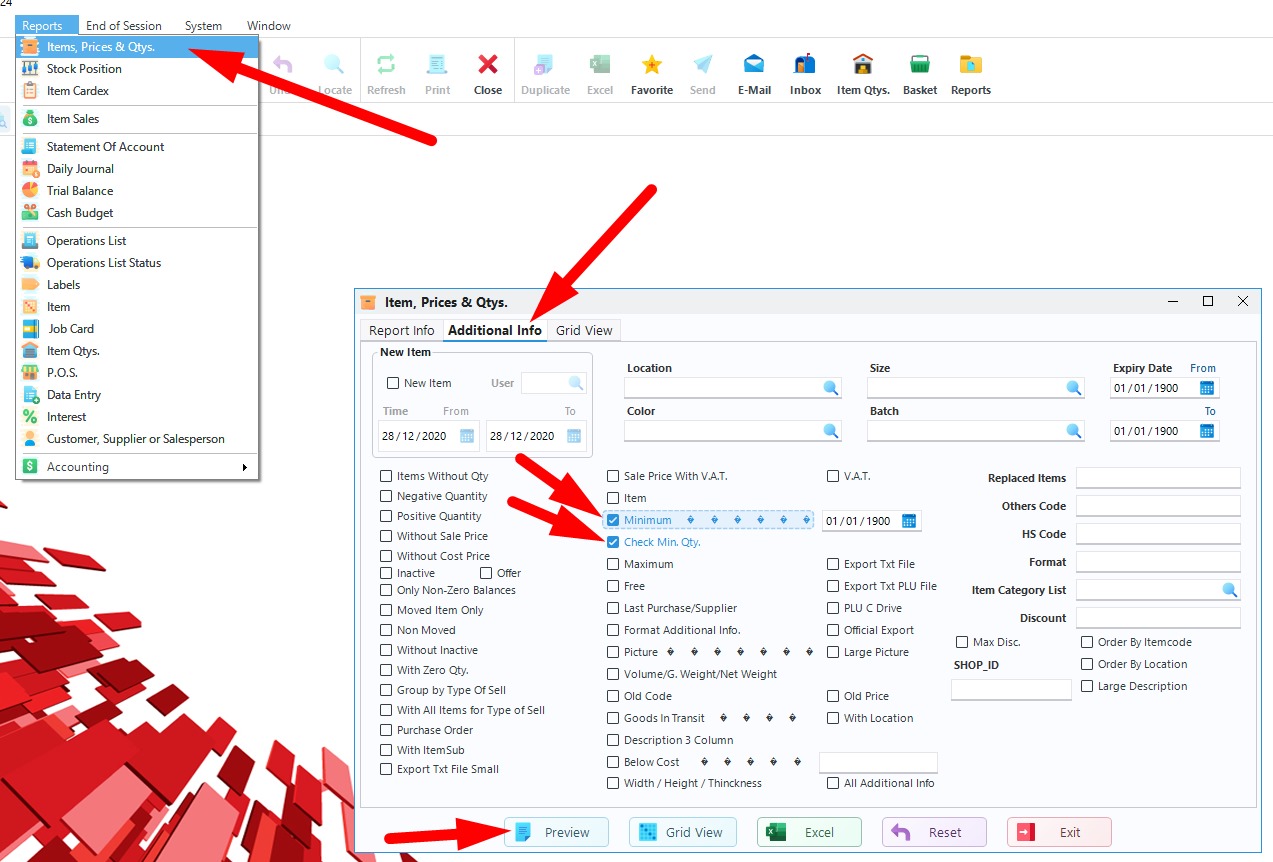 24
Reports End of Session System Window
Items, Prices & Qtys.
Stock Position
Item Cardex
Item Sales
Statement Of Account
Daily Journal
Trial Balance
Cash Budget
Operations List
Operations List Status
Labels
Item
Job Card
Item Qtys.
P.O.S.
Data Entry
Interest
Customer, Supplier or Salesperson
Accounting
Locate Refresh Print Close Duplicate Excel Favorite Send E-Mail Inbox Item Qtys. Basket Reports
Item, Prices & Qtys.
Report Info Additional Info Grid View
New Item
New Item User
Time From To
28/12/2020 28/12/2020
Location Size Expiry Date From
01/01/1900
Color Batch To
01/01/1900
Items Without Qty
Negative Quantity
Positive Quantity
Without Sale Price
Without Cost Price
Inactive Offer
Only Non-Zero Balances
Moved Item Only
Non Moved
Without Inactive
With Zero Qty.
Group by Type Of Sell
With All Items for Type of Sell
Purchase Order
With ItemSub
Export Txt File Small
Sale Price With V.A.T. V.A.T.
Item
Minimum � � � � � � 01/01/1900
Check Min. Qty.
Maximum Export Txt File
Free Export Txt PLU File
Last Purchase/Supplier PLU C Drive
Format Additional Info. Official Export
Picture � � � � � � � Large Picture
Volume/G. Weight/Net Weight
Old Code Old Price
Goods In Transit � � � � With Location
Description 3 Column
Below Cost � � � � �
Width / Height / Thinckness All Additional Info
Replaced Items
Others Code
HS Code
Format
Item Category List
Discount
Max Disc. Order By Itemcode
SHOP_ID Order By Location
Large Description
Preview Grid View Excel Reset Exit